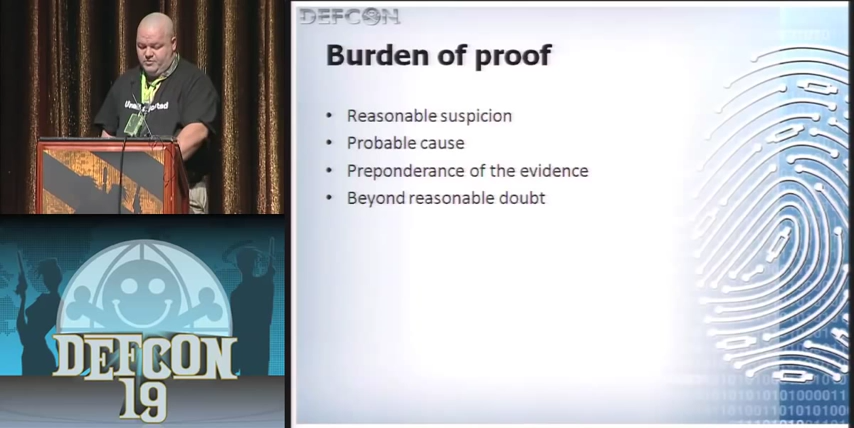 DEFCON
Burden of proof
• Reasonable suspicion
• Probable cause
• Preponderance of the evidence
• Beyond reasonable doubt
DEFCON
19